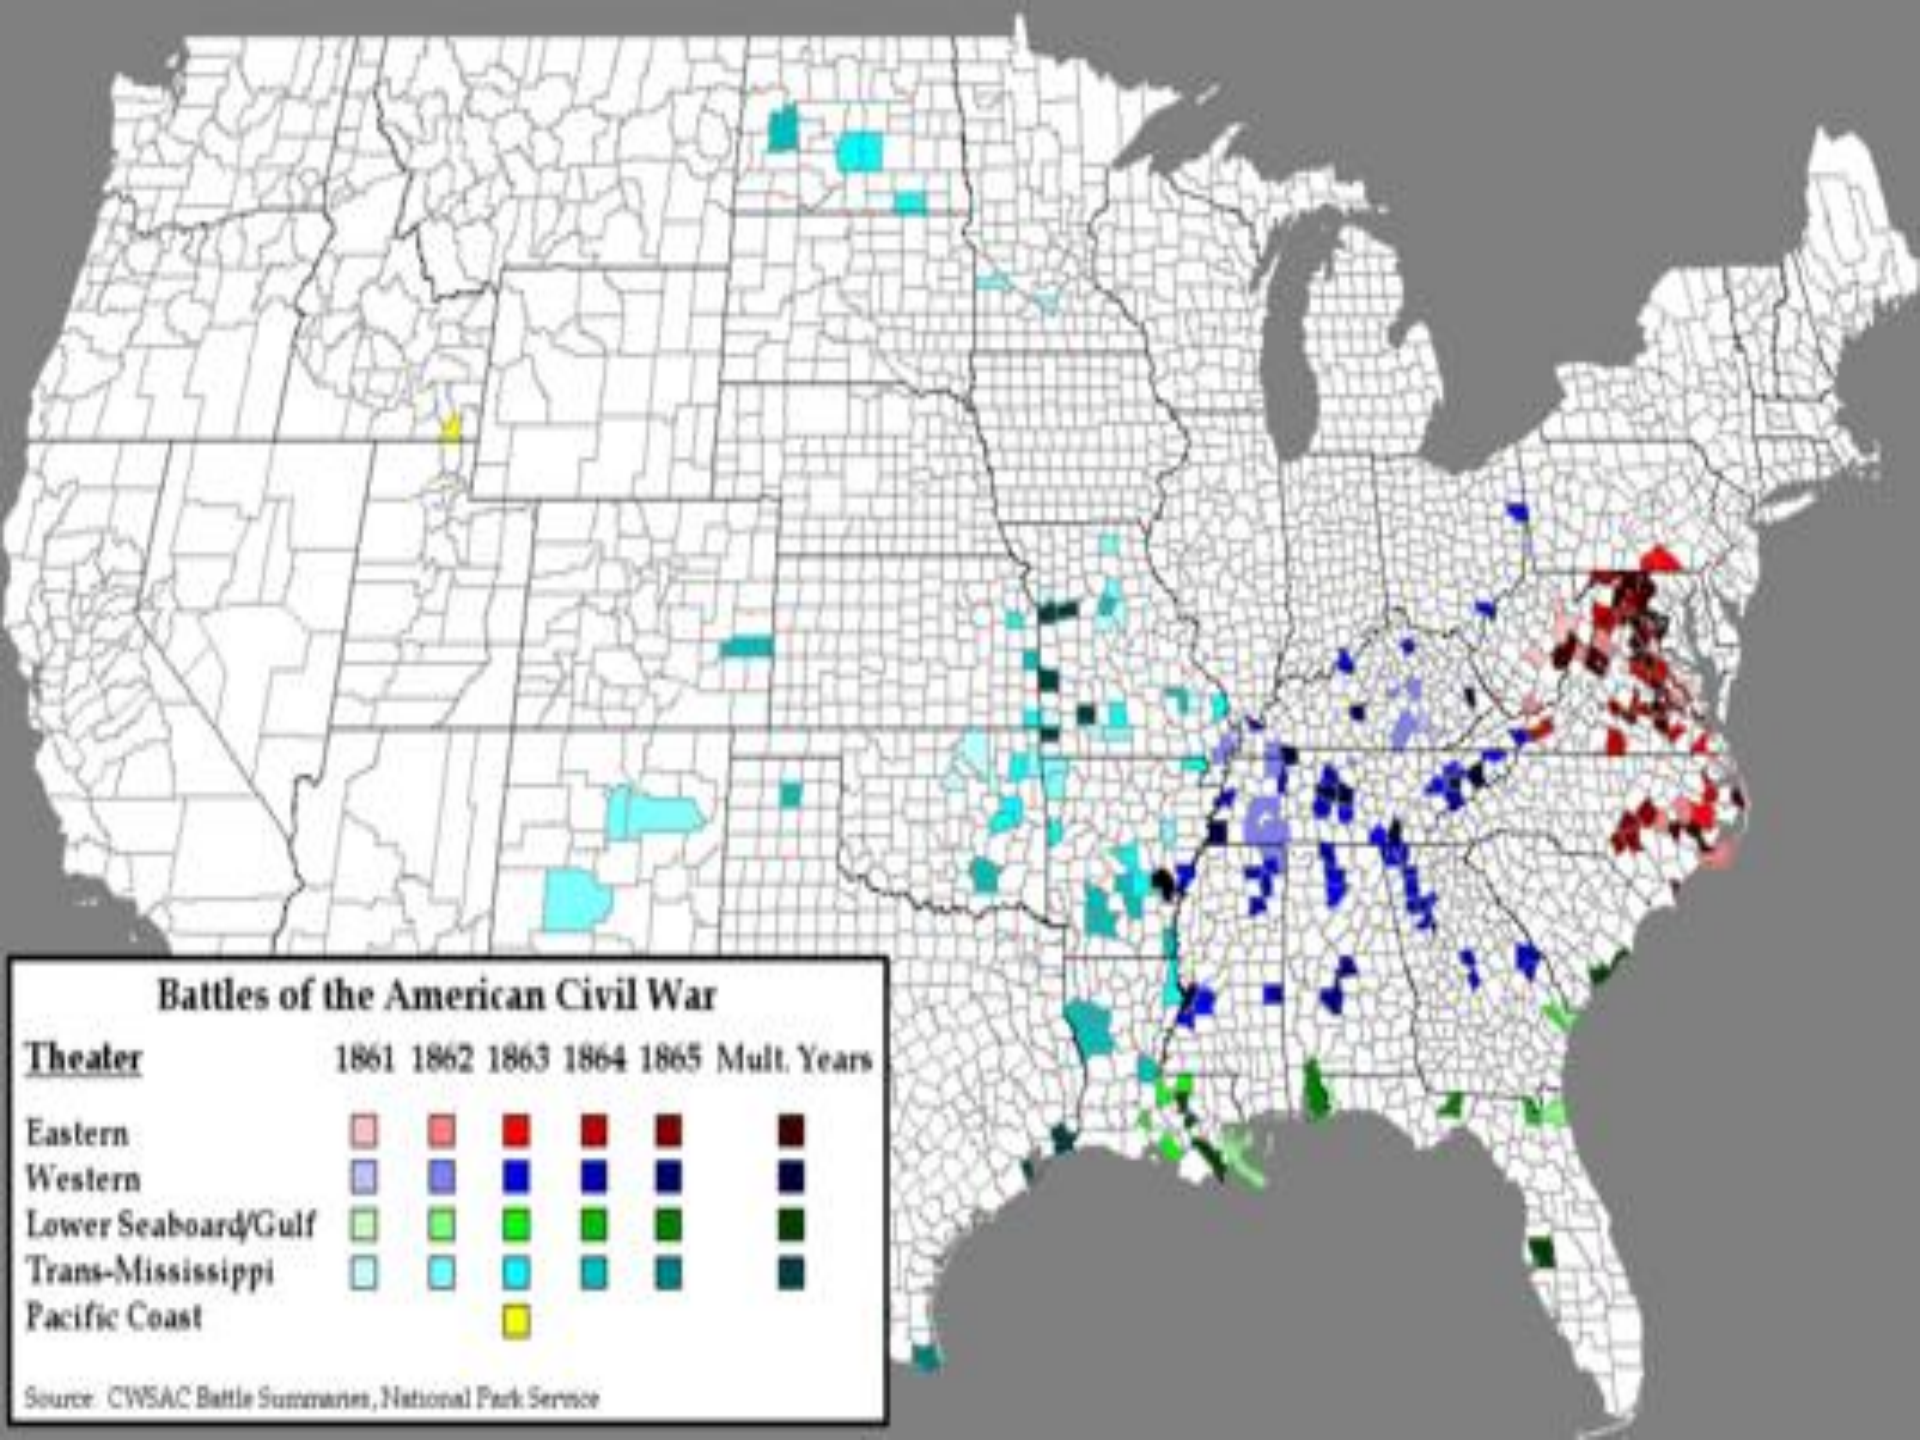 Battles of the American Civil War
Theater 1861 1862 1863 1864 1865 Mult. Years
Eastern
Western
Lower Seaboard/Gulf
Trans-Mississippi
Pacific Coast
Source: CWSAC Battle Summaries, National Park Service